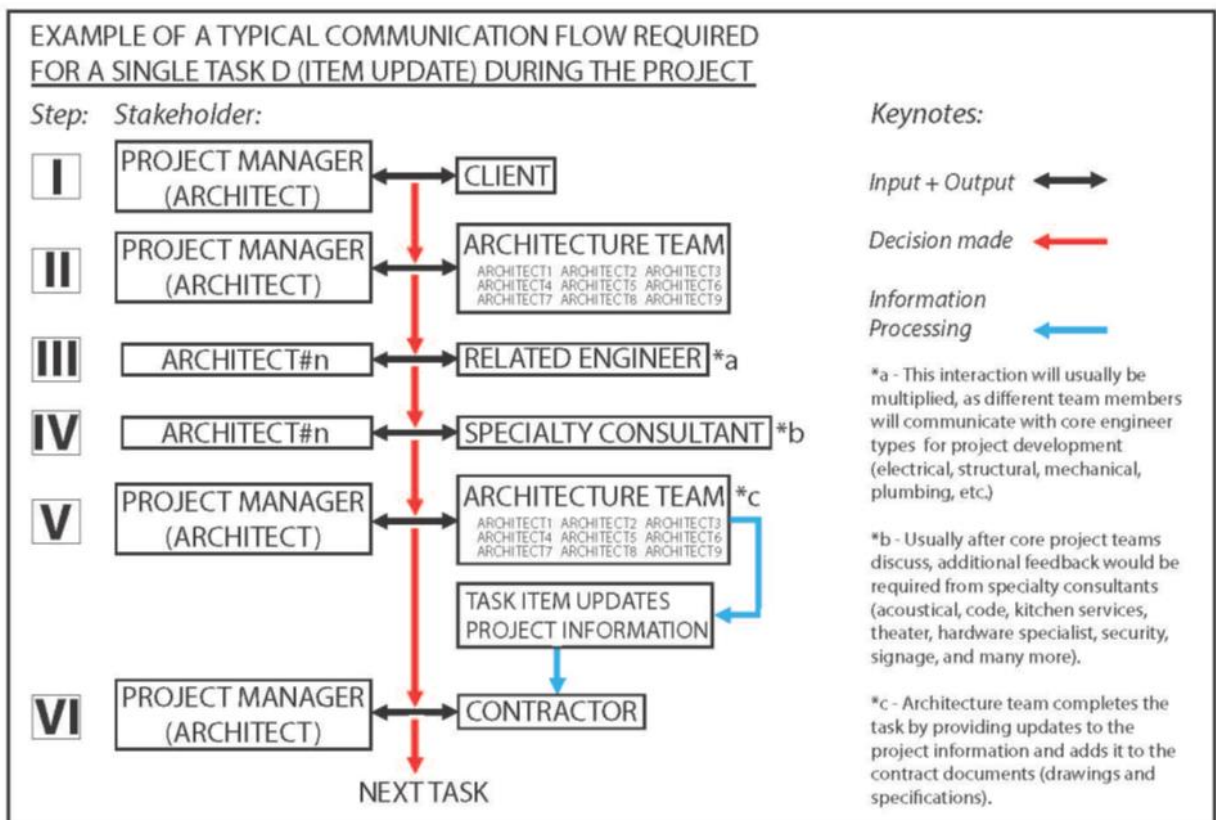 EXAMPLE OF A TYPICAL COMMUNICATION FLOW REQUIRED
FOR A SINGLE TASK D (ITEM UPDATE) DURING THE PROJECT
Step: Stakeholder:
I
PROJECT MANAGER
(ARCHITECT)
CLIENT
II
PROJECT MANAGER
(ARCHITECT)
ARCHITECTURE TEAM
ARCHITECT1 ARCHITECT2 ARCHITECT3
ARCHITECT4 ARCHITECT5 ARCHITECT6
ARCHITECT7 ARCHITECT8 ARCHITECT9
III
ARCHITECT#n
RELATED ENGINEER *a
IV
ARCHITECT#n
SPECIALTY CONSULTANT *b
V
PROJECT MANAGER
(ARCHITECT)
ARCHITECTURE TEAM *c
ARCHITECT1 ARCHITECT2 ARCHITECT3
ARCHITECT4 ARCHITECT5 ARCHITECT6
ARCHITECT7 ARCHITECT8 ARCHITECT9
TASK ITEM UPDATES
PROJECT INFORMATION
VI
PROJECT MANAGER
(ARCHITECT)
CONTRACTOR
NEXT TASK
Keynotes:
Input + Output
Decision made
Information
Processing
*a - This interaction will usually be
multiplied, as different team members
will communicate with core engineer
types for project development
(electrical, structural, mechanical,
plumbing, etc.)
*b - Usually after core project teams
discuss, additional feedback would be
required from specialty consultants
(acoustical, code, kitchen services,
theater, hardware specialist, security,
signage, and many more).
*c - Architecture team completes the
task by providing updates to the
project information and adds it to the
contract documents (drawings and
specifications).